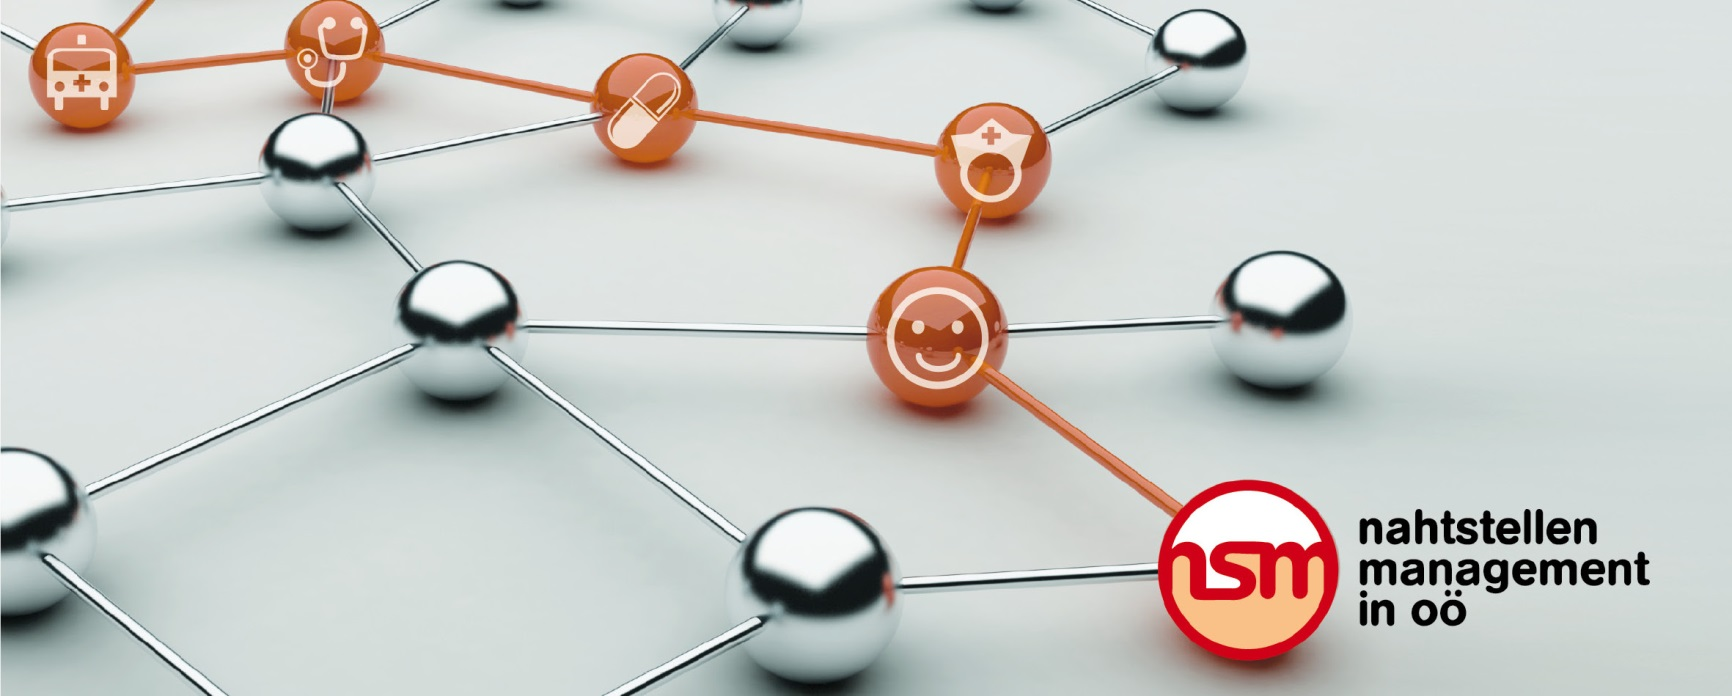 nsm
nahtstellen
management
in oö